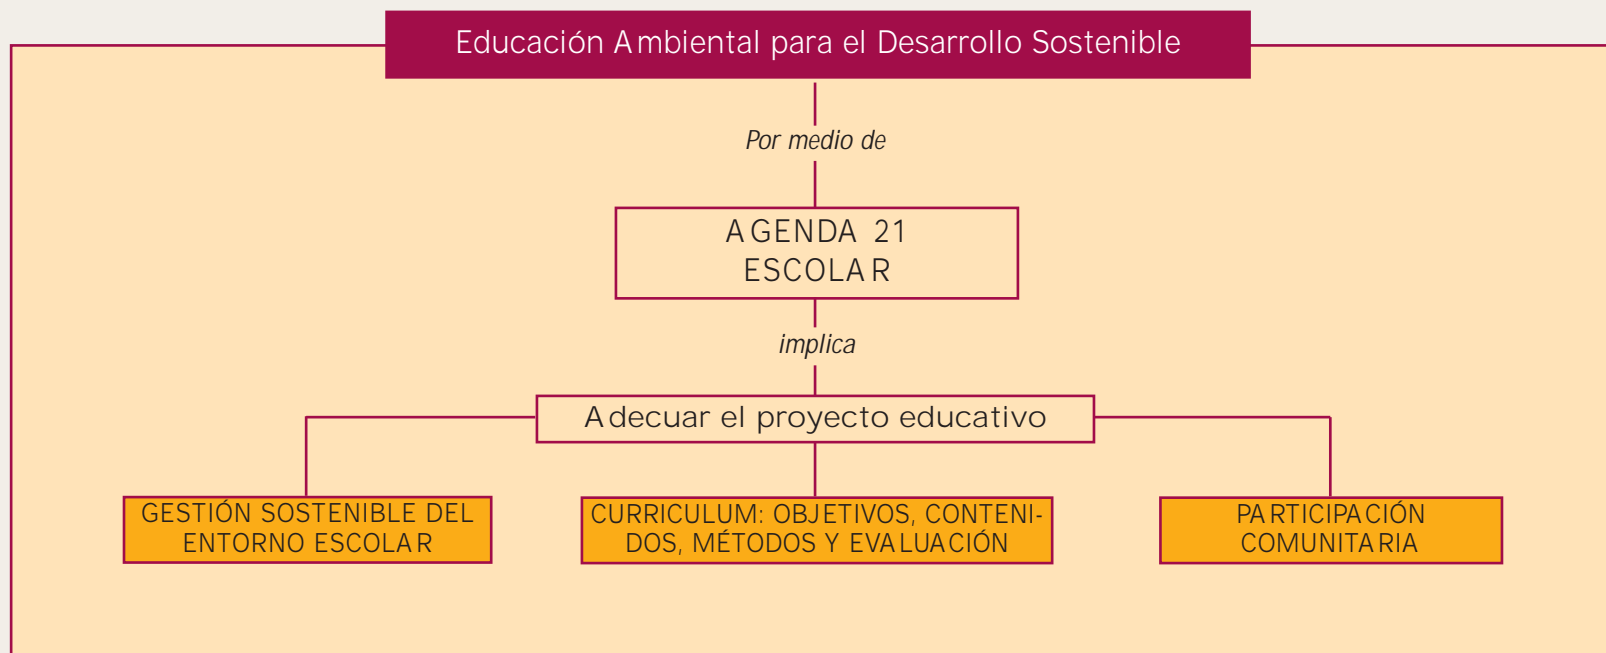 Educación Ambiental para el Desarrollo Sostenible
Por medio de
AGENDA 21
ESCOLAR
implica
Adecuar el proyecto educativo
GESTIÓN SOSTENIBLE DEL
ENTORNO ESCOLAR
CURRICULUM: OBJETIVOS, CONTENI-
DOS, MÉTODOS Y EVALUACIÓN
PARTICIPACIÓN
COMUNITARIA